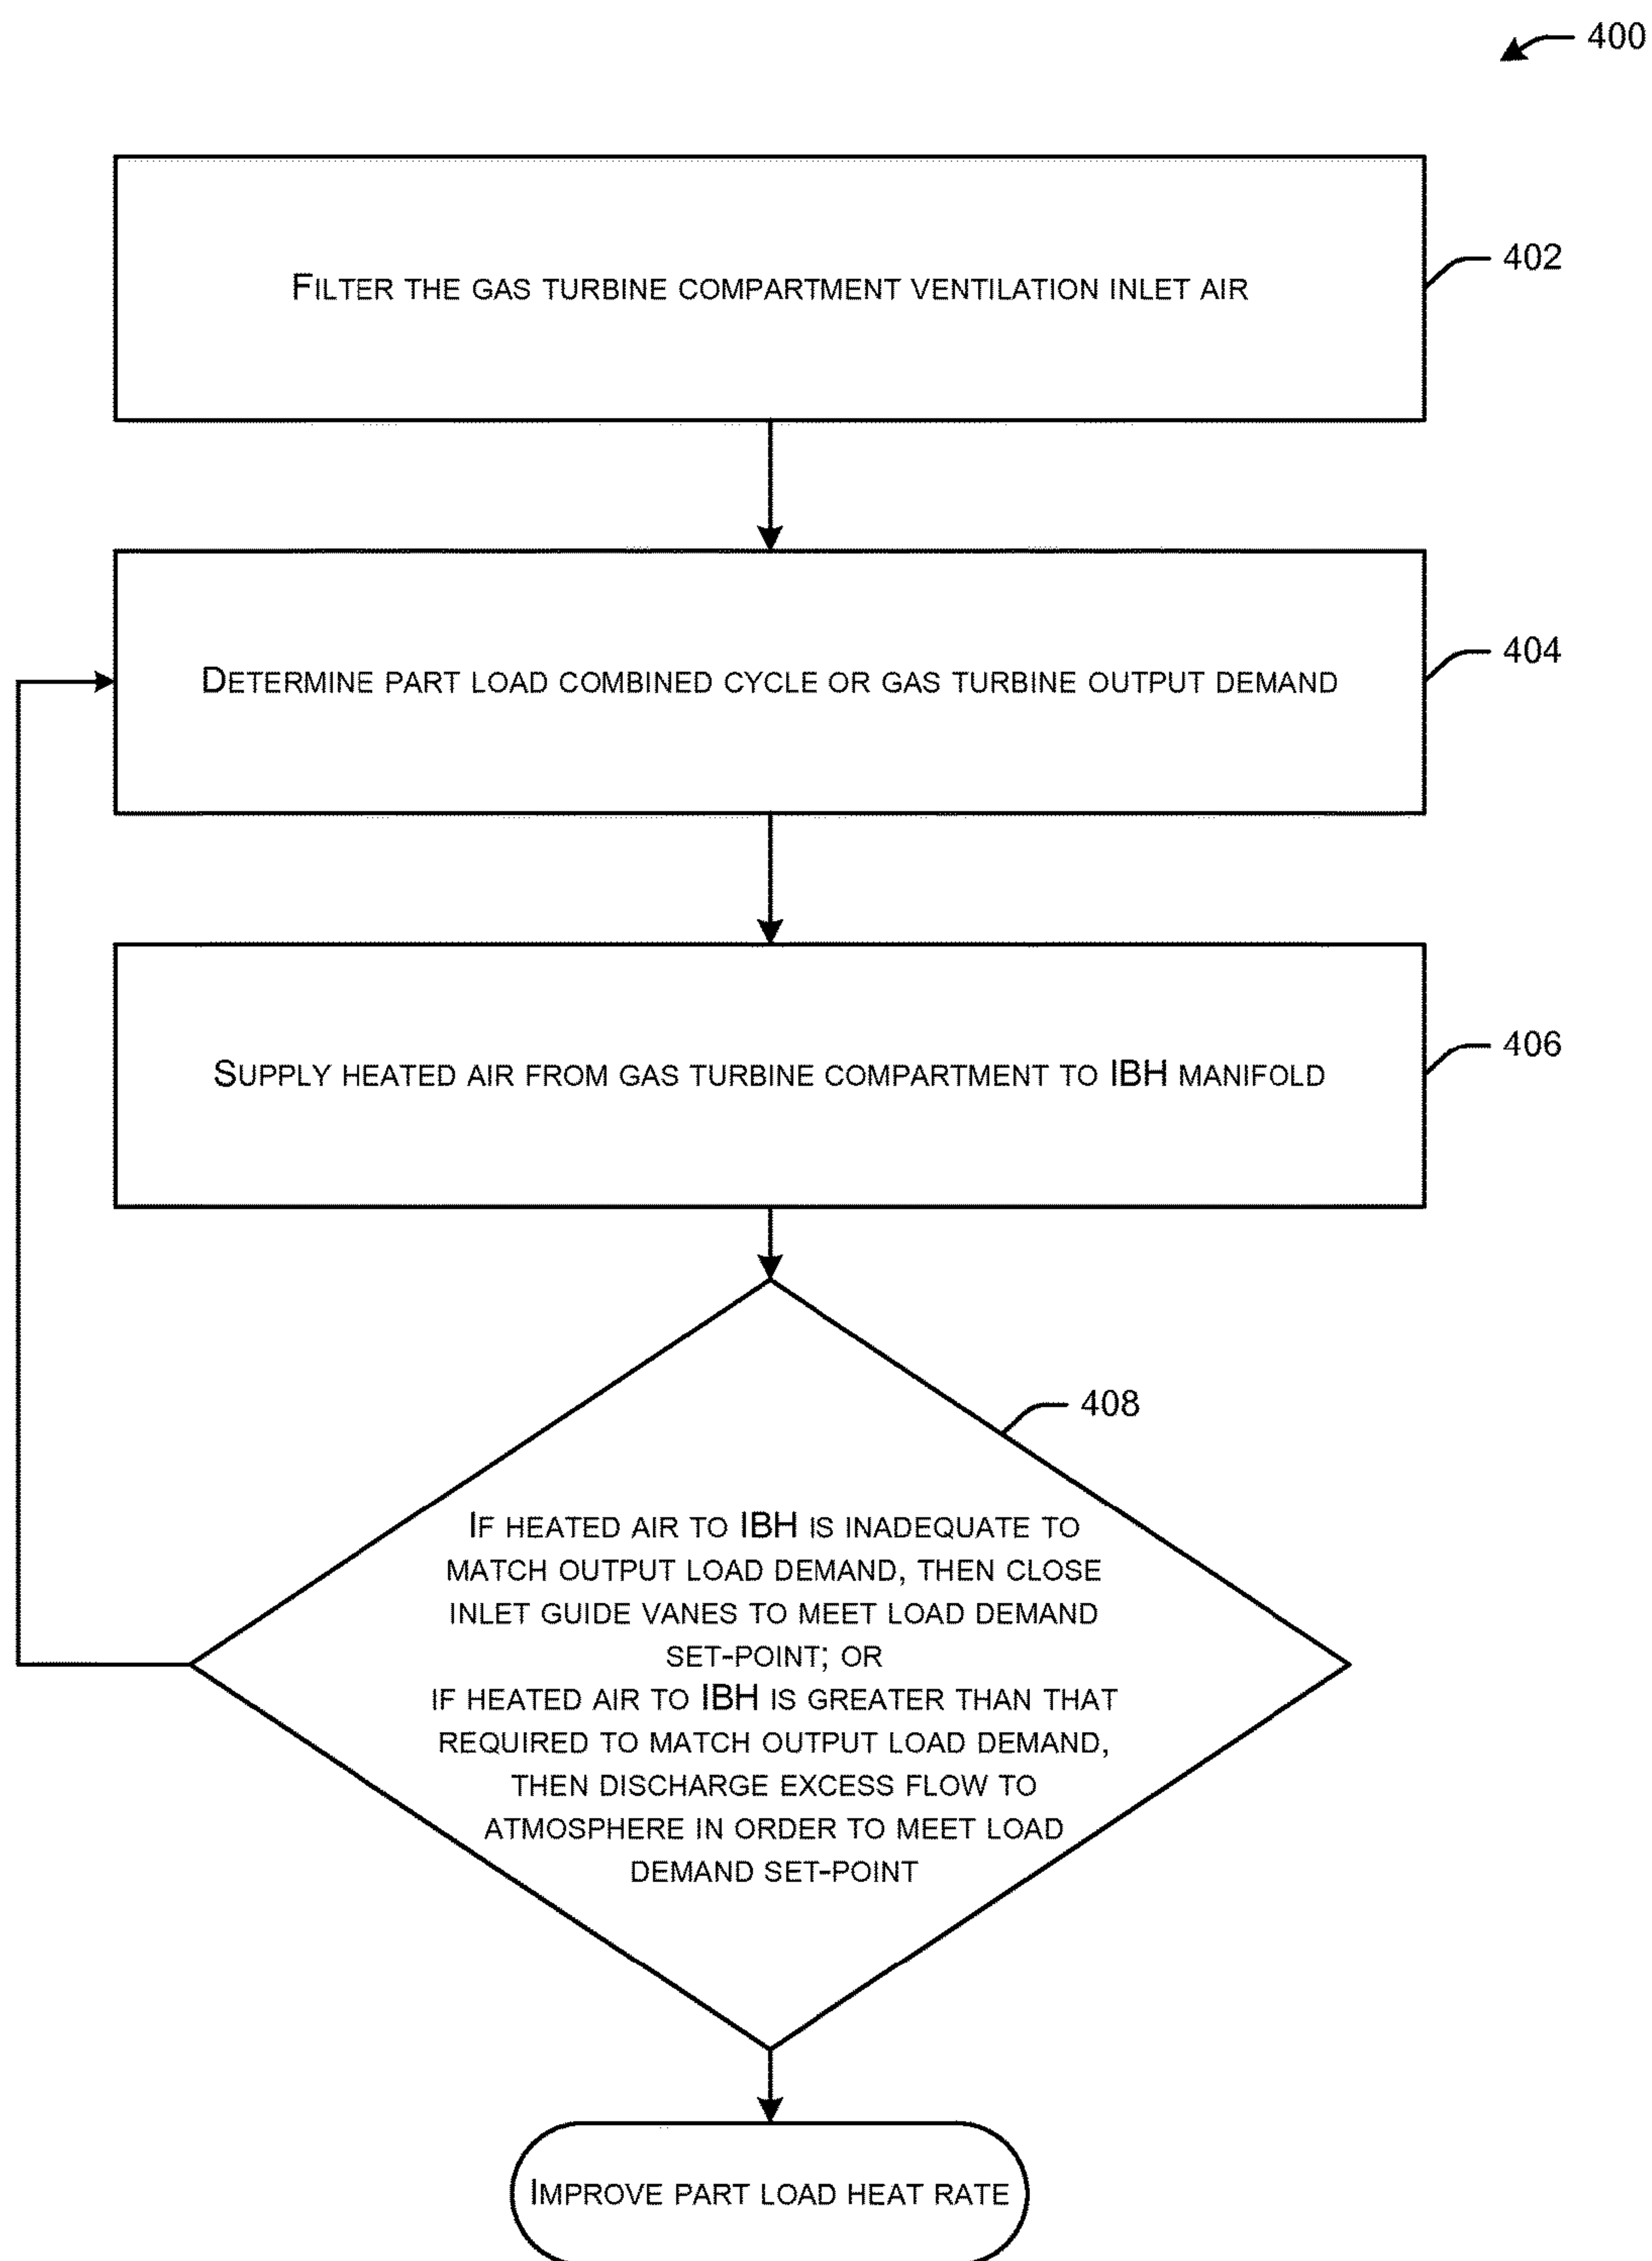 400
FILTER THE GAS TURBINE COMPARTMENT VENTILATION INLET AIR
402
DETERMINE PART LOAD COMBINED CYCLE OR GAS TURBINE OUTPUT DEMAND
404
SUPPLY HEATED AIR FROM GAS TURBINE COMPARTMENT TO IBH MANIFOLD
406
408
IF HEATED AIR TO IBH IS INADEQUATE TO
MATCH OUTPUT LOAD DEMAND, THEN CLOSE
INLET GUIDE VANES TO MEET LOAD DEMAND
SET-POINT; OR
IF HEATED AIR TO IBH IS GREATER THAN THAT
REQUIRED TO MATCH OUTPUT LOAD DEMAND,
THEN DISCHARGE EXCESS FLOW TO
ATMOSPHERE IN ORDER TO MEET LOAD
DEMAND SET-POINT
IMPROVE PART LOAD HEAT RATE